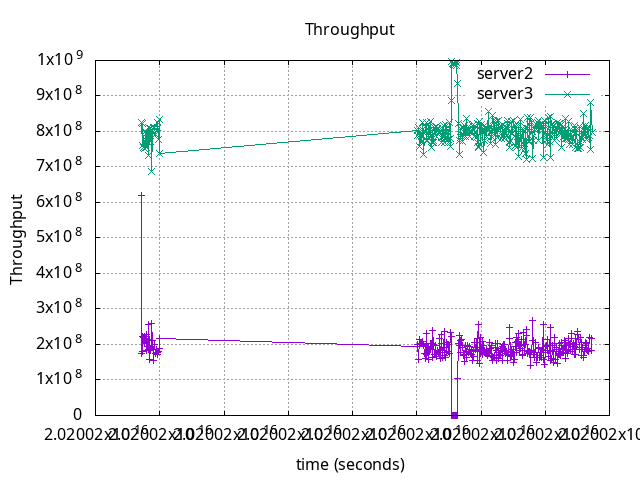 Throughput
1x10^9
9x10^8
8x10^8
7x10^8
6x10^8
5x10^8
4x10^8
3x10^8
2x10^8
1x10^8
0
server2
server3
Throughput
time (seconds)